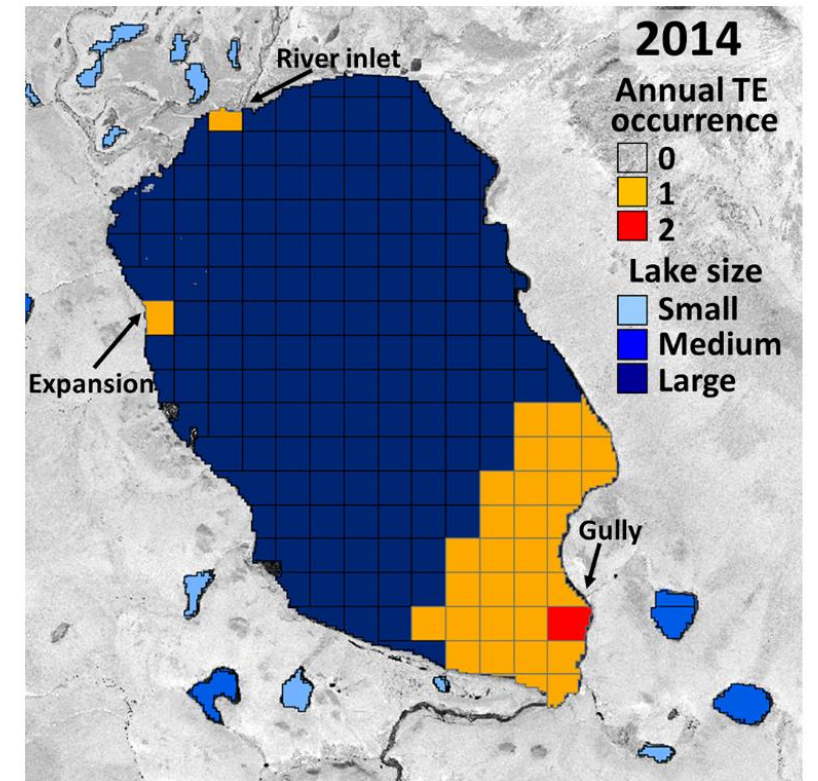 2014
River inlet
Annual TE
occurrence
0
1
2
Lake size
Small
Medium
Large
Expansion
Gully